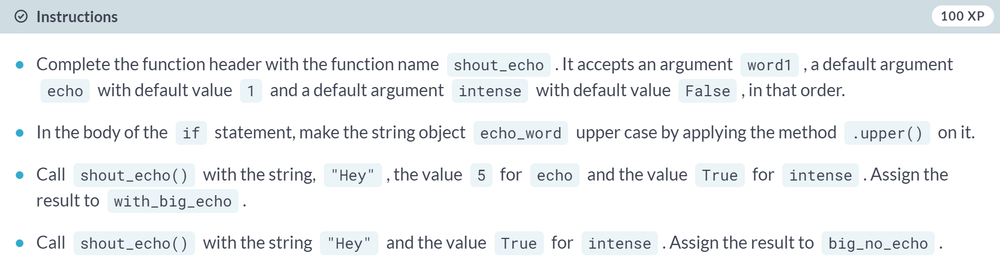 Instructions
100 XP
Complete the function header with the function name shout_echo . It accepts an argument word1 , a default argument
echo with default value 1 and a default argument intense with default value False , in that order.
In the body of the if statement, make the string object echo_word upper case by applying the method .upper() on it.
Call shout_echo() with the string, "Hey" , the value 5 for echo and the value True for intense . Assign the
result to with_big_echo .
Call shout_echo() with the string "Hey" and the value True for intense . Assign the result to big_no_echo .